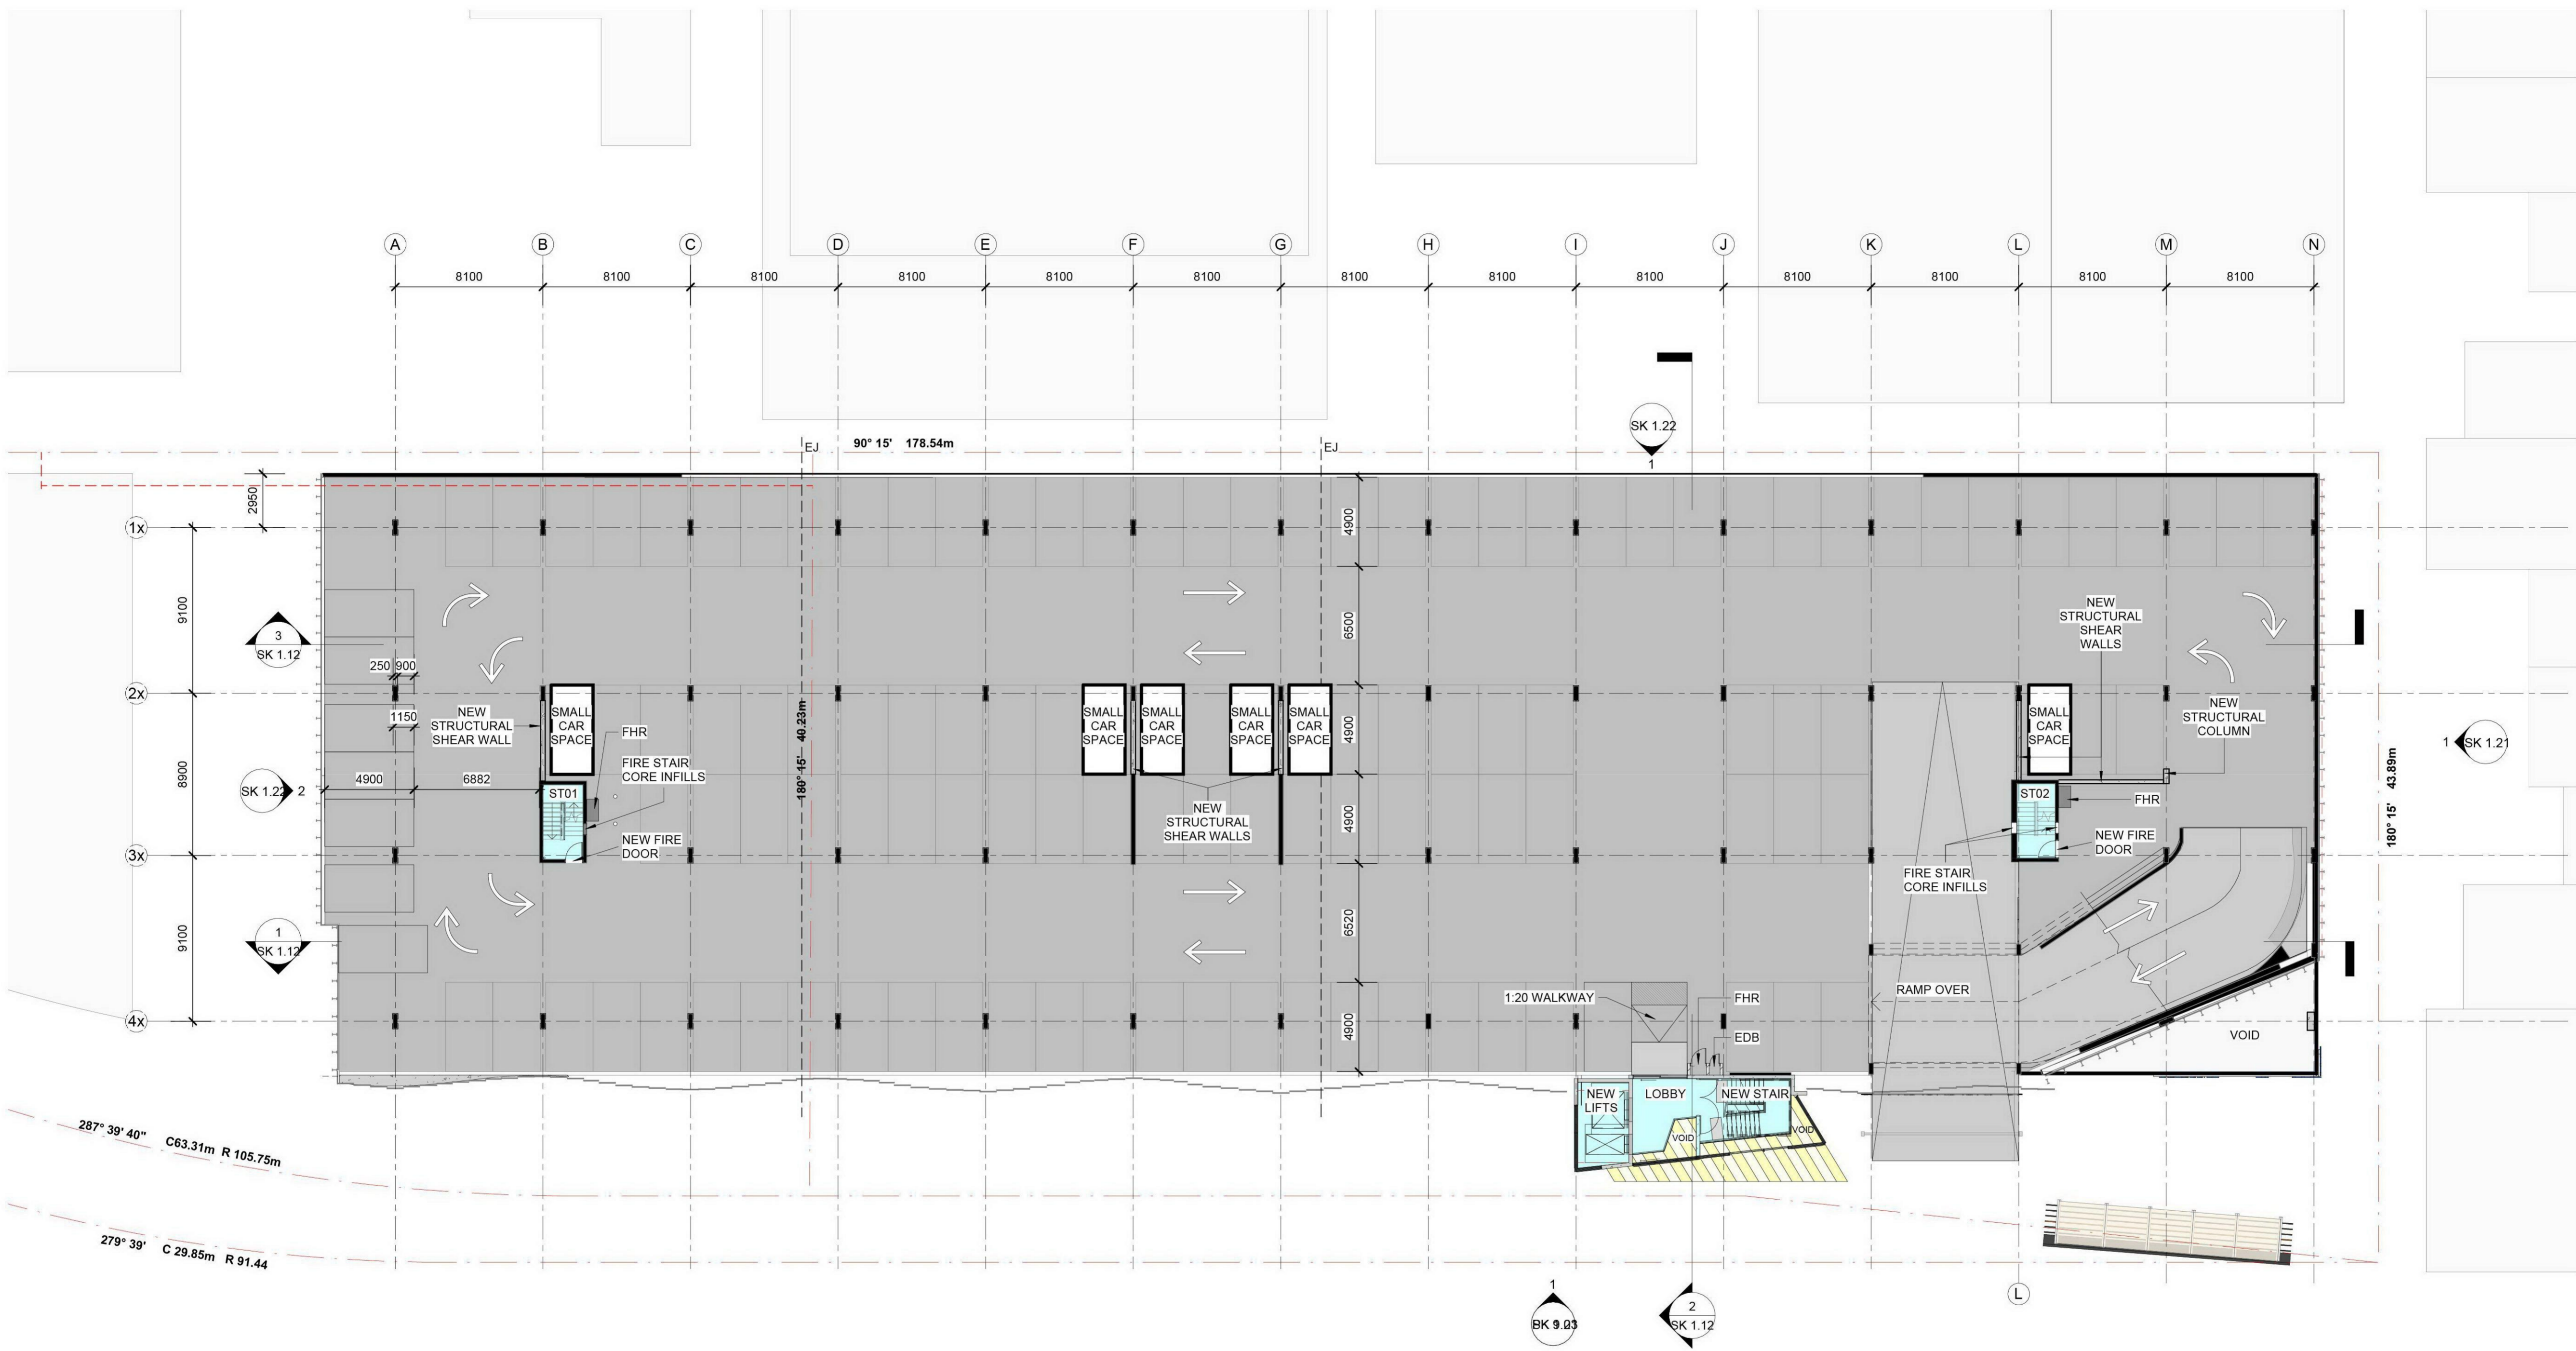 A
B
C
D
E
F
G
H
I
J
K
L
M
N
8100
8100
8100
8100
8100
8100
8100
8100
8100
8100
8100
8100
8100
SK 1.22
1
EJ
90° 15' 178.54m
EJ
2950
1x
9100
2x
8900
3x
9100
4x
3
SK 1.12
SK 1.22
2
1
SK 1.12
250
900
1150
4900
6882
NEW
STRUCTURAL
SHEAR WALL
SMALL
CAR
SPACE
FHR
FIRE STAIR
CORE INFILLS
ST01
NEW FIRE
DOOR
180° 15' 40.23m
SMALL
CAR
SPACE
SMALL
CAR
SPACE
SMALL
CAR
SPACE
SMALL
CAR
SPACE
NEW
STRUCTURAL
SHEAR WALLS
4900
6500
4900
4900
6520
4900
NEW
STRUCTURAL
SHEAR
WALLS
SMALL
CAR
SPACE
NEW
STRUCTURAL
COLUMN
ST02
FHR
NEW FIRE
DOOR
FIRE STAIR
CORE INFILLS
RAMP OVER
VOID
1
SK 1.21
180° 15' 43.89m
1:20 WALKWAY
FHR
EDB
NEW
LIFTS
LOBBY
NEW STAIR
VOID
VOID
287° 39' 40" C63.31m R 105.75m
279° 39' C 29.85m R 91.44
L
1
2
SK 1.12